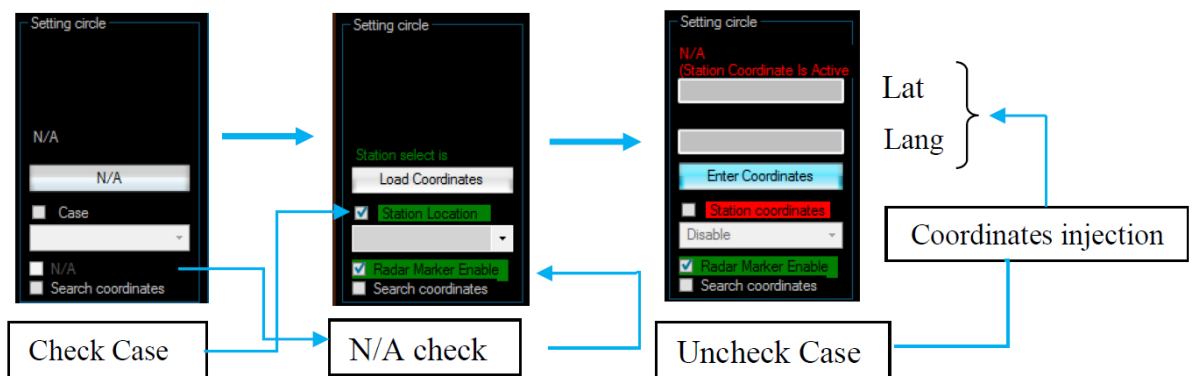 Setting circle
N/A
N/A
Case
N/A
Search coordinates
Check Case
Setting circle
Station select is
Load Coordinates
Station Location
Radar Marker Enable
Search coordinates
N/A check
Setting circle
N/A
(Station Coordinate Is Active
Enter Coordinates
Station coordinates
Disable
Radar Marker Enable
Search coordinates
Uncheck Case
Lat
Lang
Coordinates injection